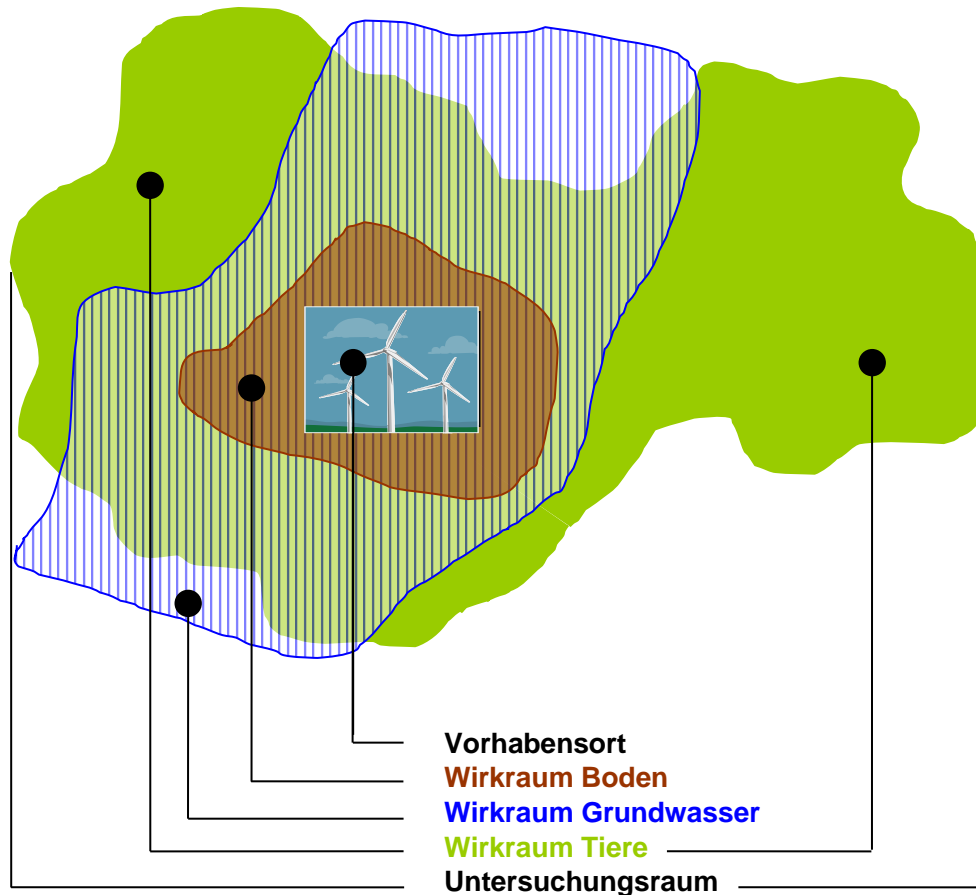 Vorhabensort
Wirkraum Boden
Wirkraum Grundwasser
Wirkraum Tiere
Untersuchungsraum